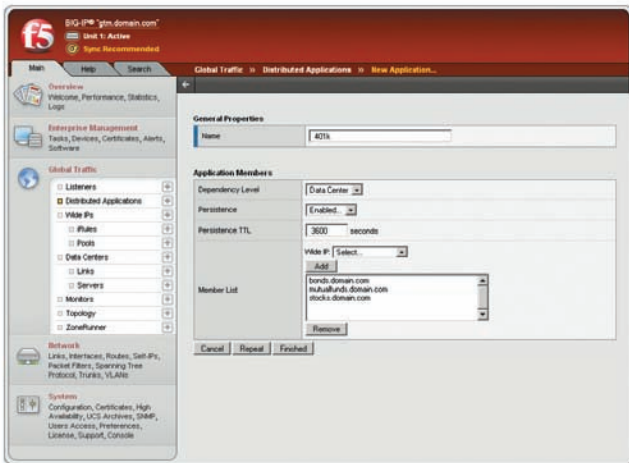 f5
BIG-IP® "gtm.domain.com"
Unit 1: Active
Sync Recommended
Main
Help
Search
Global Traffic » Distributed Applications » New Application...
Overview
Welcome, Performance, Statistics,
Logs
Enterprise Management
Tasks, Devices, Certificates, Alerts,
Software
Global Traffic
Listeners
Distributed Applications
Wide IPs
iRules
Pools
Data Centers
Links
Servers
Monitors
Topology
ZoneRunner
Network
Links, Interfaces, Routes, Self-IPs,
Packet Filters, Spanning Tree
Protocol, Trunks, VLANs
System
Configuration, Certificates, High
Availability, UCS Archives, SNMP,
Users Access, Preferences,
License, Support, Console
General Properties
Name
401k
Application Members
Dependency Level
Data Center
Persistence
Enabled...
Persistence TTL
3600 seconds
Member List
Wide IP: Select...
Add
bonds.domain.com
mutualfunds.domain.com
stocks.domain.com
Remove
Cancel
Repeat
Finished